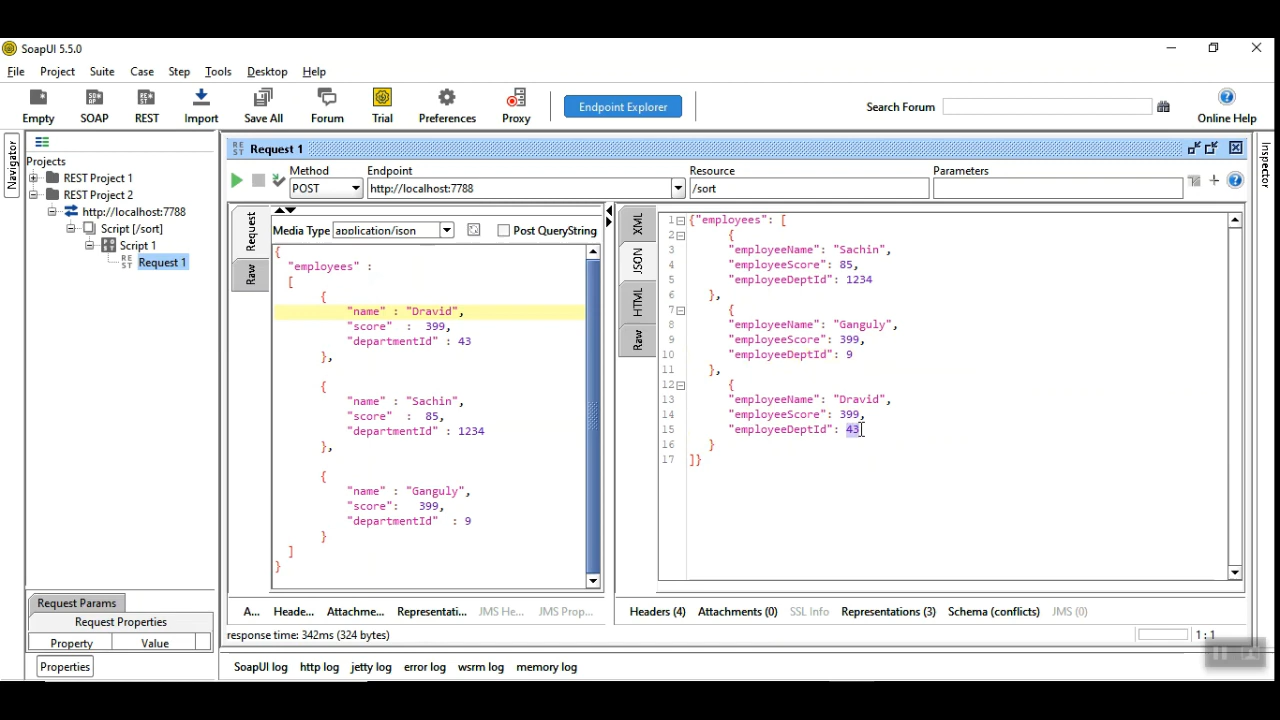 SoapUI 5.5.0
File Project Suite Case Step Tools Desktop Help
Empty SOAP REST Import Save All Forum Trial Preferences Proxy Endpoint Explorer Search Forum Online Help
Navigator
Projects
REST Project 1
REST Project 2
http://localhost:7788
Script [/sort]
Script 1
REST Request 1
Request Params
Request Properties
Property Value
Properties
REST Request 1
Method Endpoint Resource Parameters
POST http://localhost:7788 /sort
Request
Raw
Media Type application/json Post QueryString
{
"employees" :
[
{
"name" : "Dravid",
"score" : 399,
"departmentId" : 43
},
{
"name" : "Sachin",
"score" : 85,
"departmentId" : 1234
},
{
"name" : "Ganguly",
"score": 399,
"departmentId" : 9
}
]
}
A... Heade... Attachme... Representati... JMS He... JMS Prop...
XML
JSON
HTML
Raw
1 {"employees": [
2 {
3 "employeeName": "Sachin",
4 "employeeScore": 85,
5 "employeeDeptId": 1234
6 },
7 {
8 "employeeName": "Ganguly",
9 "employeeScore": 399,
10 "employeeDeptId": 9
11 },
12 {
13 "employeeName": "Dravid",
14 "employeeScore": 399,
15 "employeeDeptId": 43
16 }
17 ]}
Headers (4) Attachments (0) SSL Info Representations (3) Schema (conflicts) JMS (0)
response time: 342ms (324 bytes) 1 : 1
SoapUI log http log jetty log error log wsrm log memory log
Inspector